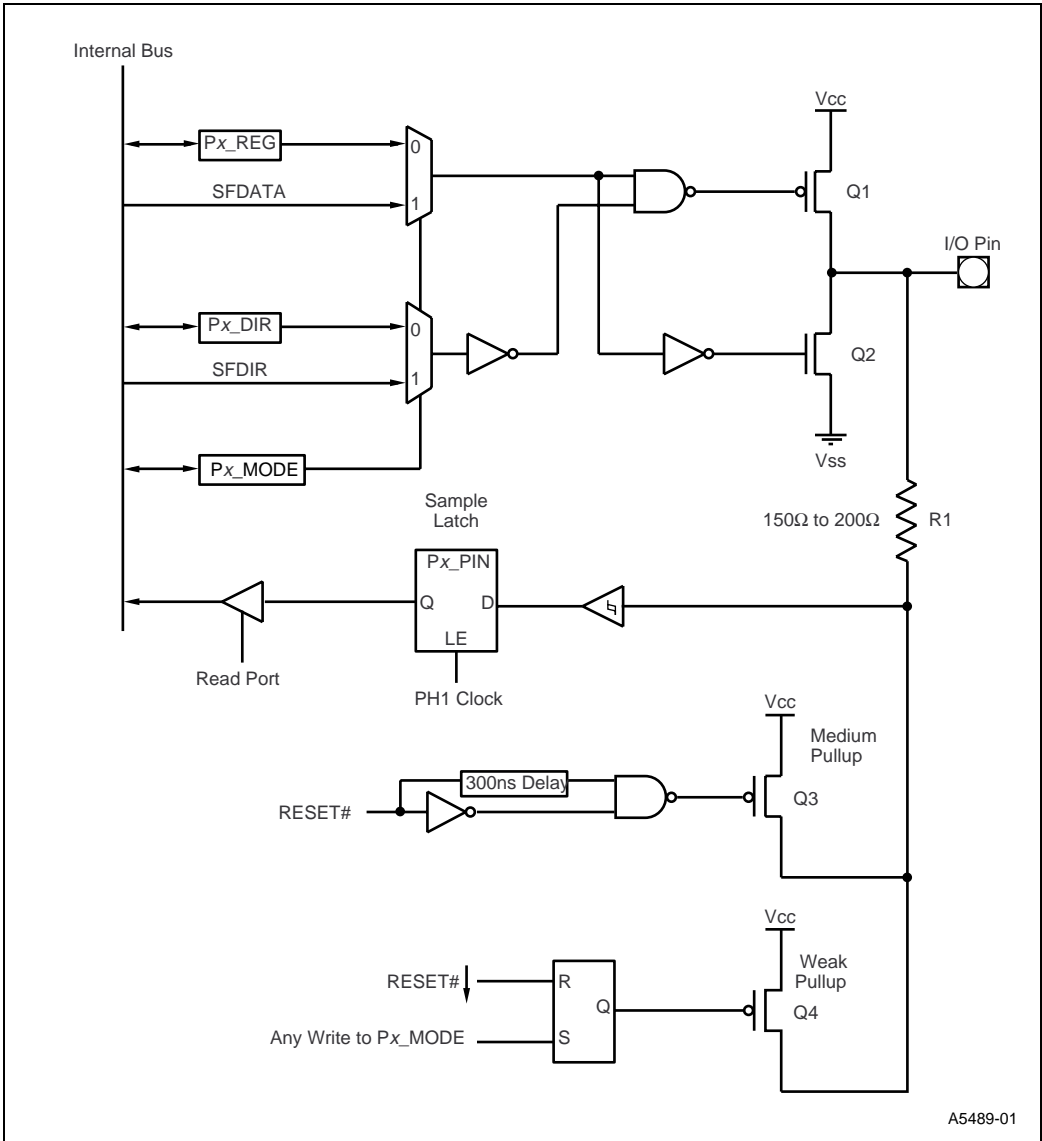 Internal Bus
Vcc
Px_REG
0
SFDATA
1
Q1
I/O Pin
Px_DIR
0
SFDIR
1
Q2
Px_MODE
Vss
Sample
Latch
150Ω to 200Ω
R1
Px_PIN
Q
D
LE
Read Port
PH1 Clock
Vcc
Medium
Pullup
300ns Delay
RESET#
Q3
Vcc
Weak
Pullup
RESET#
R
Q
Q4
Any Write to Px_MODE
S
A5489-01